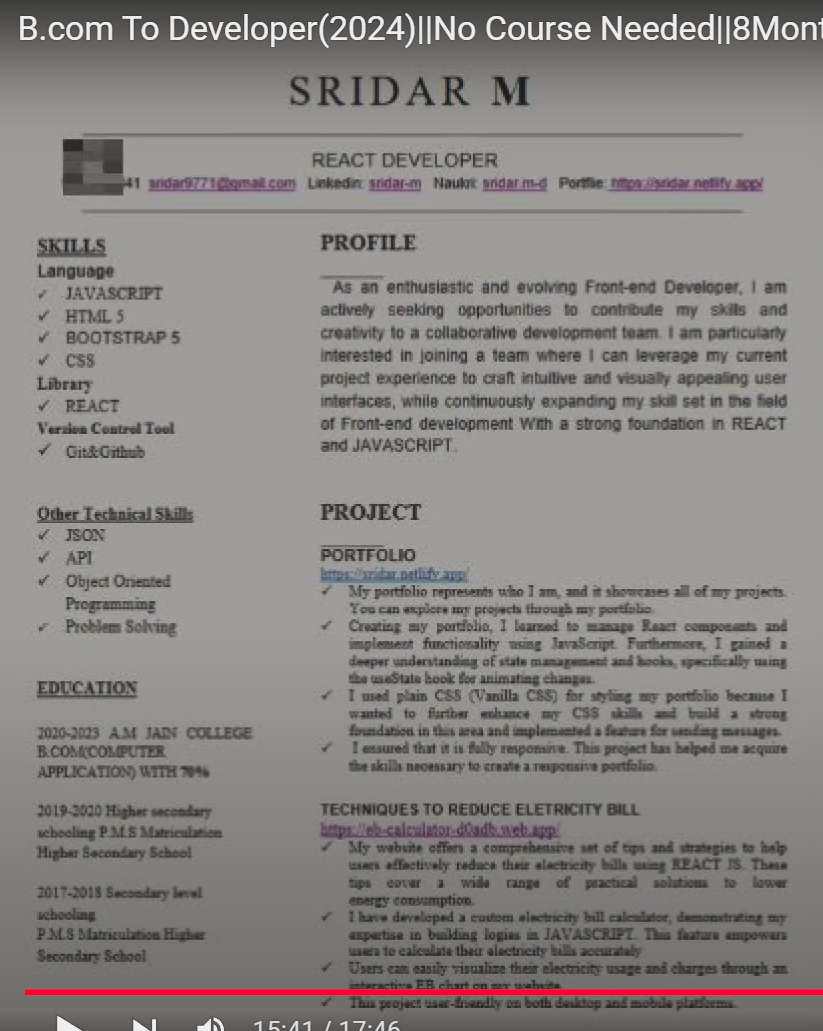 B.com To Developer(2024)||No Course Needed||8Mont
SRIDAR M
REACT DEVELOPER
41 sridar9771@gmail.com Linkedin: sridar-m Naukri: sridar.m-d Portflie: https://sridar.netlify.app/
SKILLS
Language
✓ JAVASCRIPT
✓ HTML 5
✓ BOOTSTRAP 5
✓ CSS
Library
✓ REACT
Version Control Tool
✓ Git&Github
Other Technical Skills
✓ JSON
✓ API
✓ Object Oriented
Programming
✓ Problem Solving
EDUCATION
2020-2023 A.M JAIN COLLEGE
B.COM(COMPUTER
APPLICATION) WITH 70%
2019-2020 Higher secondary
schooling P.M.S Matriculation
Higher Secondary School
2017-2018 Secondary level
schooling
P.M.S Matriculation Higher
Secondary School
PROFILE
As an enthusiastic and evolving Front-end Developer, I am
actively seeking opportunities to contribute my skills and
creativity to a collaborative development team. I am particularly
interested in joining a team where I can leverage my current
project experience to craft intuitive and visually appealing user
interfaces, while continuously expanding my skill set in the field
of Front-end development With a strong foundation in REACT
and JAVASCRIPT.
PROJECT
PORTFOLIO
https://sridar.netlify.app/
✓ My portfolio represents who I am, and it showcases all of my projects.
You can explore my projects through my portfolio.
✓ Creating my portfolio, I learned to manage React components and
implement functionality using JavaScript. Furthermore, I gained a
deeper understanding of state management and hooks, specifically using
the useState hook for animating changes.
✓ I used plain CSS (Vanilla CSS) for styling my portfolio because I
wanted to further enhance my CSS skills and build a strong
foundation in this area and implemented a feature for sending messages.
✓ I ensured that it is fully responsive. This project has helped me acquire
the skills necessary to create a responsive portfolio.
TECHNIQUES TO REDUCE ELETRICITY BILL
https://eb-calculator-d0adb.web.app/
✓ My website offers a comprehensive set of tips and strategies to help
users effectively reduce their electricity bills using REACT JS. These
tips cover a wide range of practical solutions to lower
energy consumption.
✓ I have developed a custom electricity bill calculator, demonstrating my
expertise in building logies in JAVASCRIPT. This feature empowers
users to calculate their electricity bills accurately
✓ Users can easily visualize their electricity usage and charges through an
interactive EB chart on my website.
✓ This project user-friendly on both desktop and mobile platforms.
15:41 / 17:46